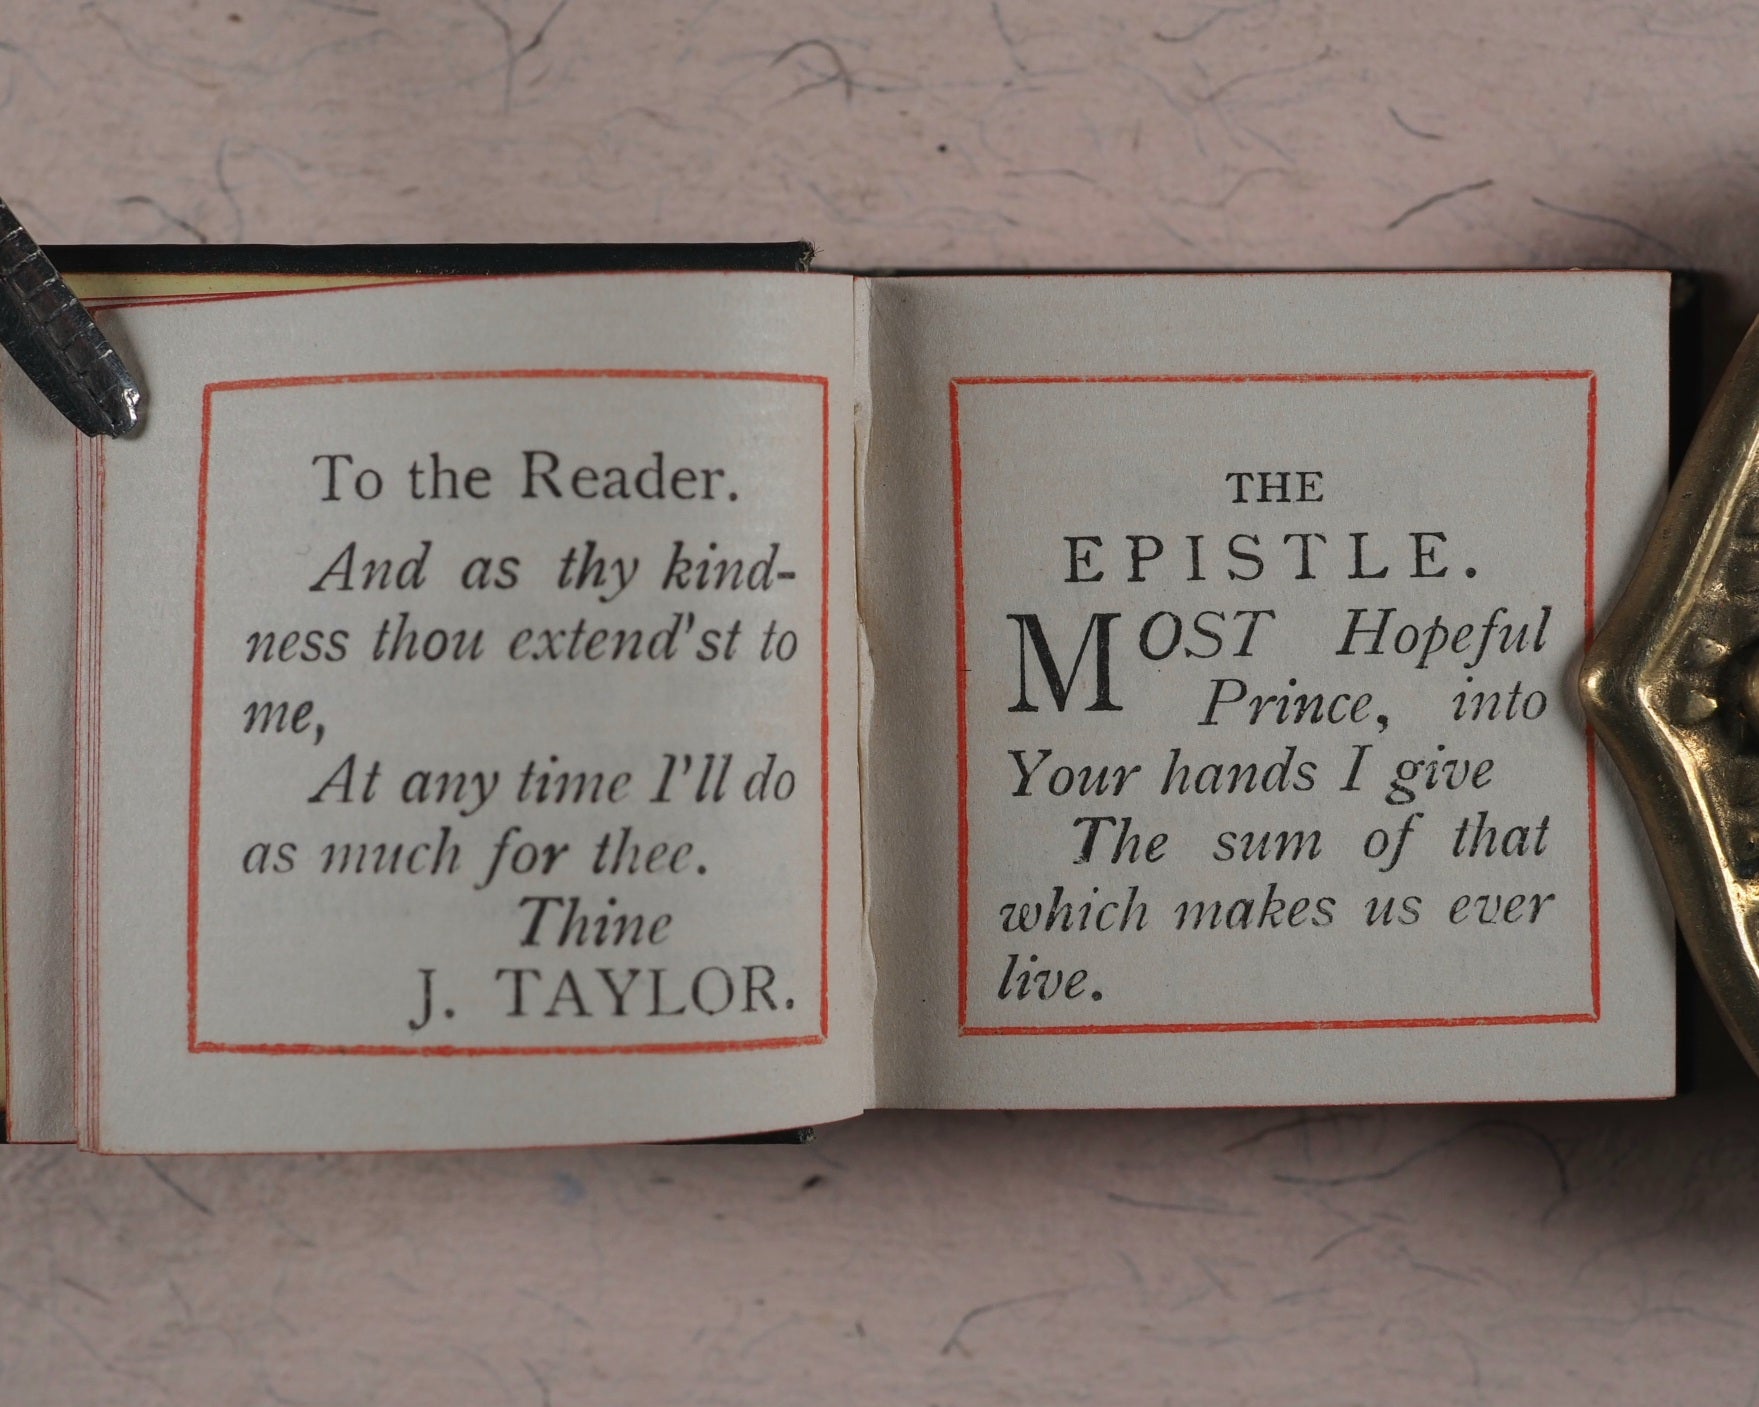 To the Reader.
And as thy kind-
ness thou extend'st to
me,
At any time I'll do
as much for thee.
Thine
J. TAYLOR.
THE
EPISTLE.
MOST Hopeful
Prince, into
Your hands I give
The sum of that
which makes us ever
live.